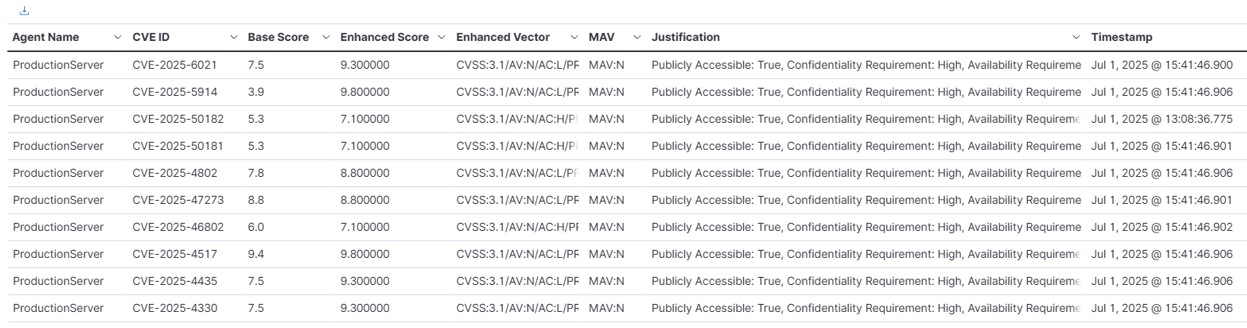 Agent Name CVE ID Base Score Enhanced Score Enhanced Vector MAV Justification Timestamp
ProductionServer CVE-2025-6021 7.5 9.300000 CVSS:3.1/AV:N/AC:L/PR MAV:N Publicly Accessible: True, Confidentiality Requirement: High, Availability Requireme Jul 1, 2025 @ 15:41:46.900
ProductionServer CVE-2025-5914 3.9 9.800000 CVSS:3.1/AV:N/AC:L/PR MAV:N Publicly Accessible: True, Confidentiality Requirement: High, Availability Requireme Jul 1, 2025 @ 15:41:46.906
ProductionServer CVE-2025-50182 5.3 7.100000 CVSS:3.1/AV:N/AC:H/P MAV:N Publicly Accessible: True, Confidentiality Requirement: High, Availability Requireme Jul 1, 2025 @ 13:08:36.775
ProductionServer CVE-2025-50181 5.3 7.100000 CVSS:3.1/AV:N/AC:H/P MAV:N Publicly Accessible: True, Confidentiality Requirement: High, Availability Requireme Jul 1, 2025 @ 15:41:46.901
ProductionServer CVE-2025-4802 7.8 8.800000 CVSS:3.1/AV:N/AC:L/PR MAV:N Publicly Accessible: True, Confidentiality Requirement: High, Availability Requireme Jul 1, 2025 @ 15:41:46.906
ProductionServer CVE-2025-47273 8.8 8.800000 CVSS:3.1/AV:N/AC:L/PR MAV:N Publicly Accessible: True, Confidentiality Requirement: High, Availability Requireme Jul 1, 2025 @ 15:41:46.901
ProductionServer CVE-2025-46802 6.0 7.100000 CVSS:3.1/AV:N/AC:H/PR MAV:N Publicly Accessible: True, Confidentiality Requirement: High, Availability Requireme Jul 1, 2025 @ 15:41:46.902
ProductionServer CVE-2025-4517 9.4 9.800000 CVSS:3.1/AV:N/AC:L/PR MAV:N Publicly Accessible: True, Confidentiality Requirement: High, Availability Requireme Jul 1, 2025 @ 15:41:46.906
ProductionServer CVE-2025-4435 7.5 9.300000 CVSS:3.1/AV:N/AC:L/PR MAV:N Publicly Accessible: True, Confidentiality Requirement: High, Availability Requireme Jul 1, 2025 @ 15:41:46.906
ProductionServer CVE-2025-4330 7.5 9.300000 CVSS:3.1/AV:N/AC:L/PR MAV:N Publicly Accessible: True, Confidentiality Requirement: High, Availability Requireme Jul 1, 2025 @ 15:41:46.906